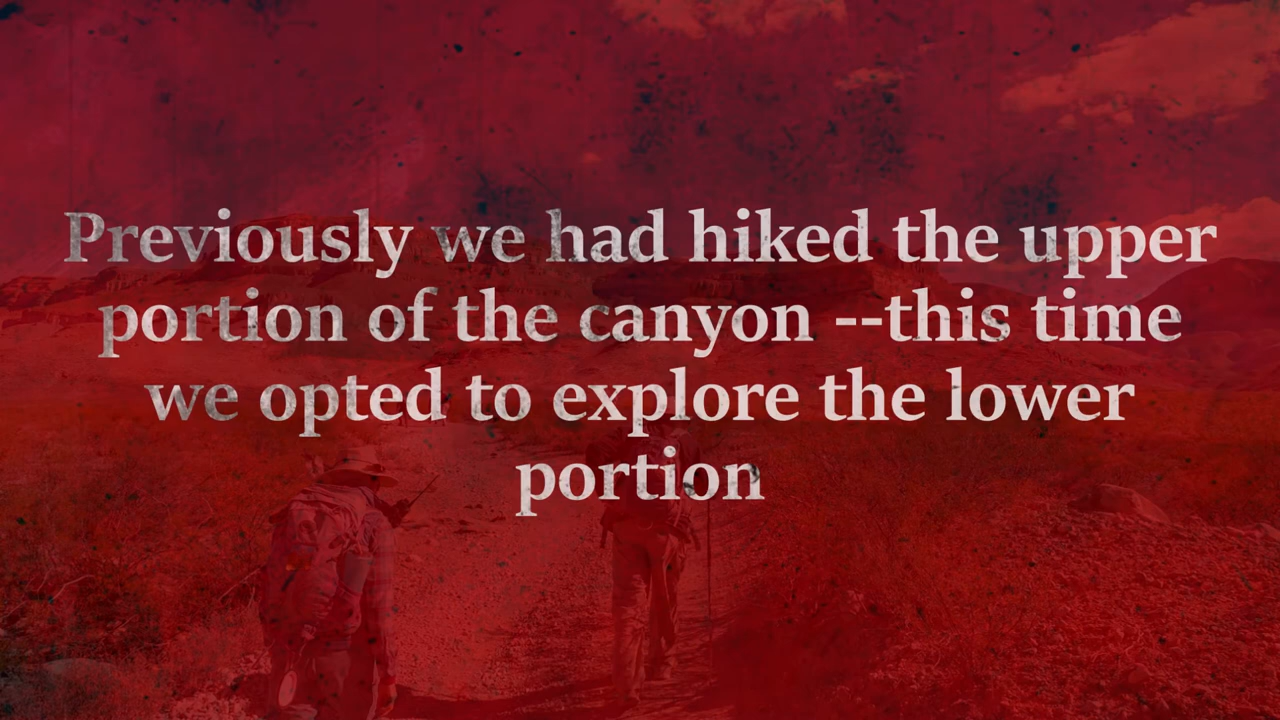 Previously we had hiked the upper
portion of the canyon --this time
we opted to explore the lower
portion